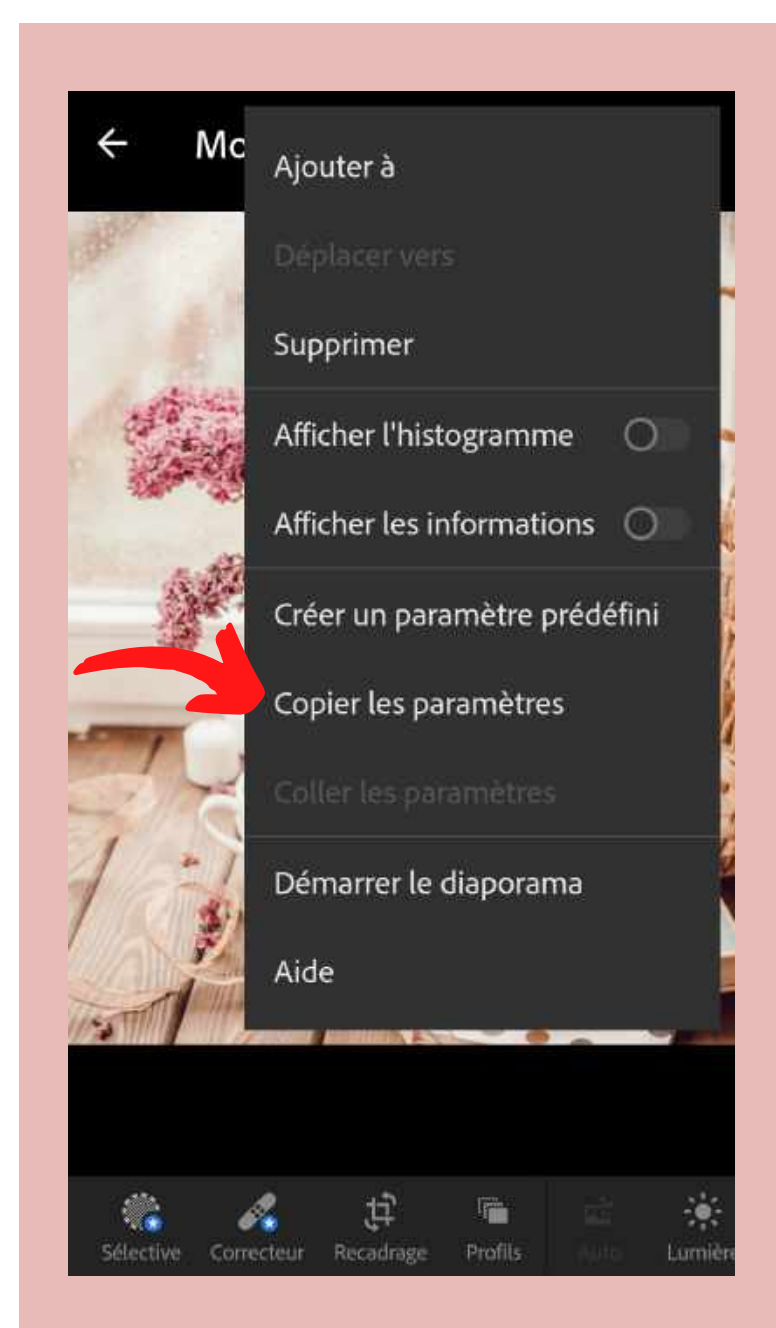 Mo
Ajouter à
Déplacer vers
Supprimer
Afficher l'histogramme
Afficher les informations
Créer un paramètre prédéfini
Copier les paramètres
Coller les paramètres
Démarrer le diaporama
Aide
Sélective Correcteur Recadrage Profils Auto Lumière